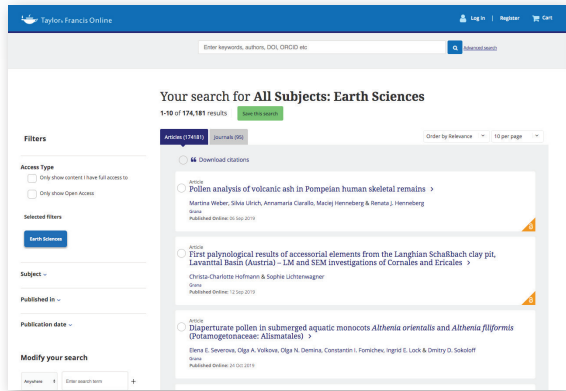 Taylor & Francis Online
Log in | Register Cart
Enter keywords, authors, DOI, ORCID etc
Advanced search
Your search for All Subjects: Earth Sciences
1-10 of 174,181 results Save this search
Filters
Articles (174181) Journals (95) Order by Relevance 10 per page
Download citations
Access Type
Only show content I have full access to
Only show Open Access
Selected filters
Earth Sciences
Subject
Published in
Publication date
Modify your search
Anywhere Enter search term +
Article
Pollen analysis of volcanic ash in Pompeian human skeletal remains >
Martina Weber, Silvia Ulrich, Annamaria Ciarallo, Maciej Henneberg & Renata J. Henneberg
Grana
Published Online: 06 Sep 2019
Article
First palynological results of accessorial elements from the Langhian Schaßbach clay pit,
Lavanttal Basin (Austria) – LM and SEM investigations of Cornales and Ericales >
Christa-Charlotte Hofmann & Sophie Lichtenwagner
Grana
Published Online: 12 Sep 2019
Article
Diaperturate pollen in submerged aquatic monocots Althenia orientalis and Althenia filiformis
(Potamogetonaceae: Alismatales) >
Elena E. Severova, Olga A. Volkova, Olga N. Demina, Constantin I. Fomichev, Ingrid E. Lock & Dmitry D. Sokoloff
Grana
Published Online: 24 Oct 2019